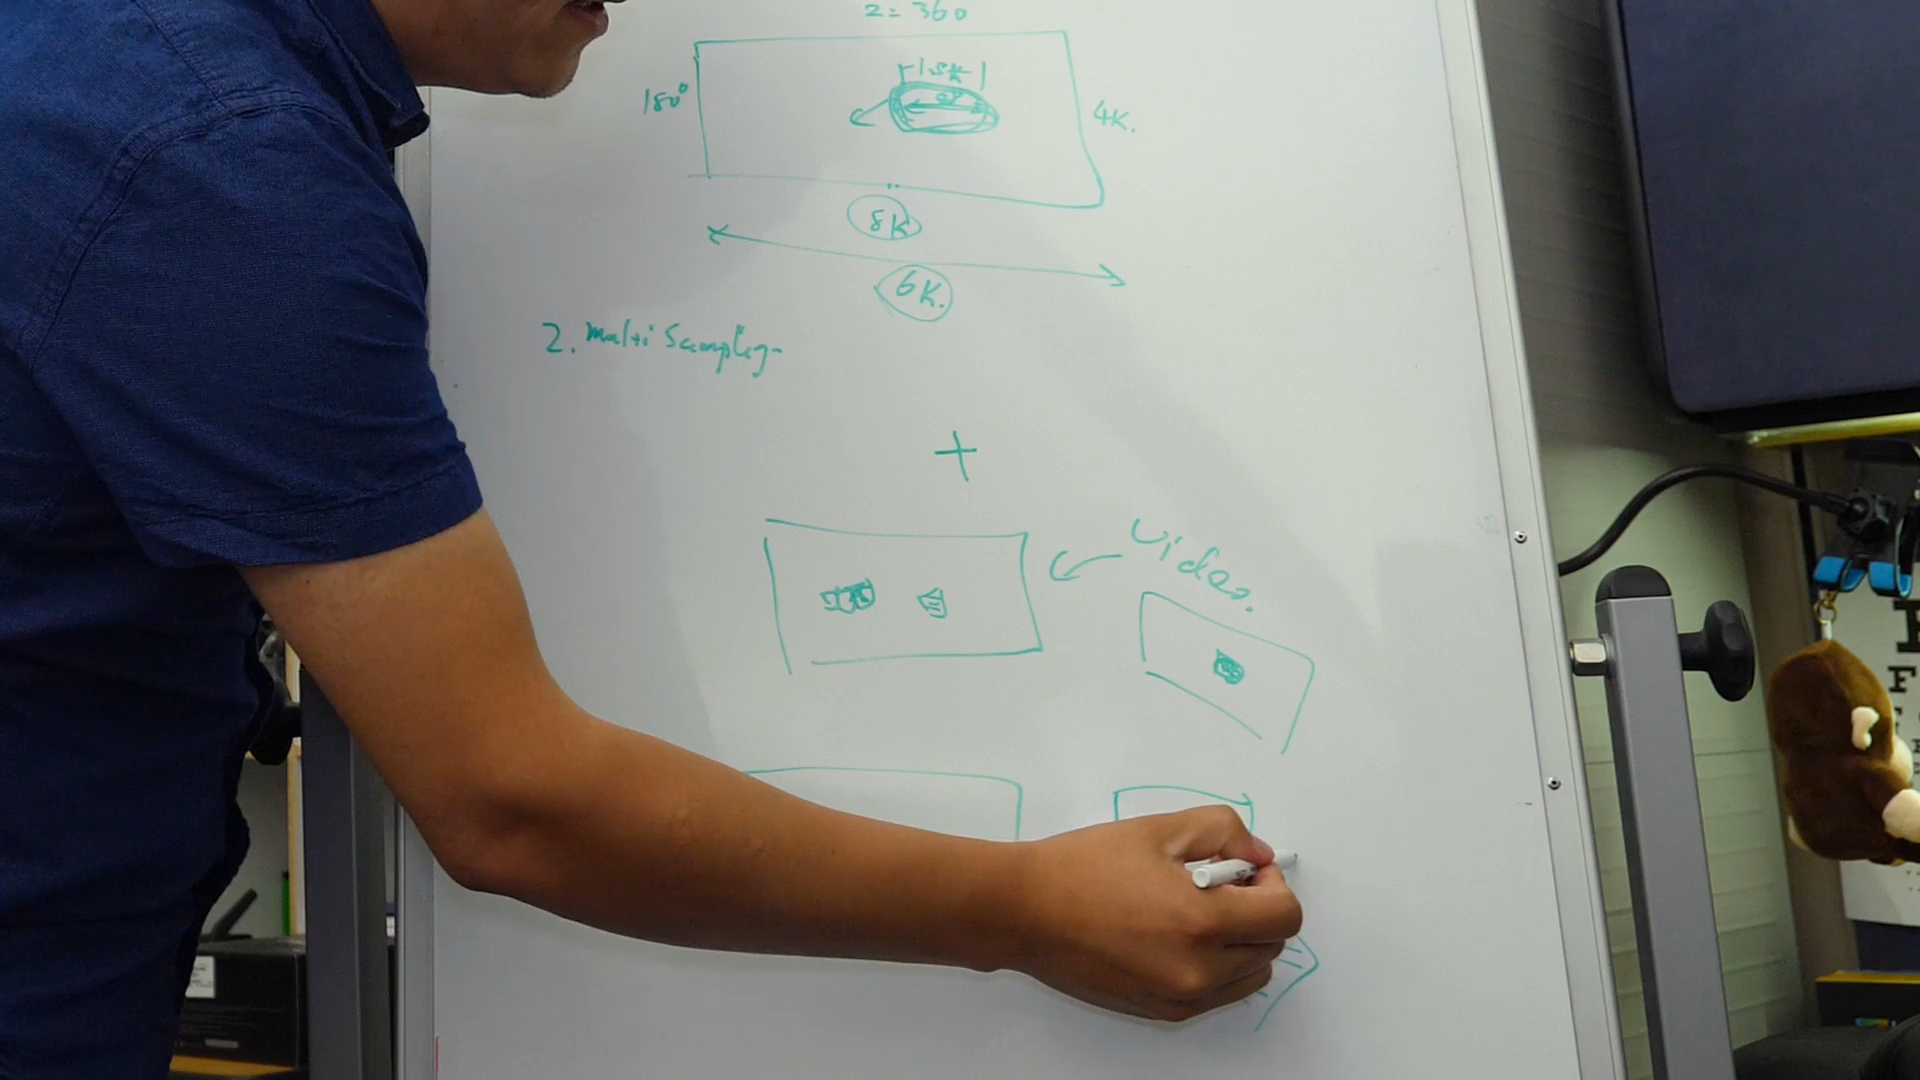 2=360
1.5K
180°
4K.
8K
6K.
2. Multi Sampling
+
Video.
F